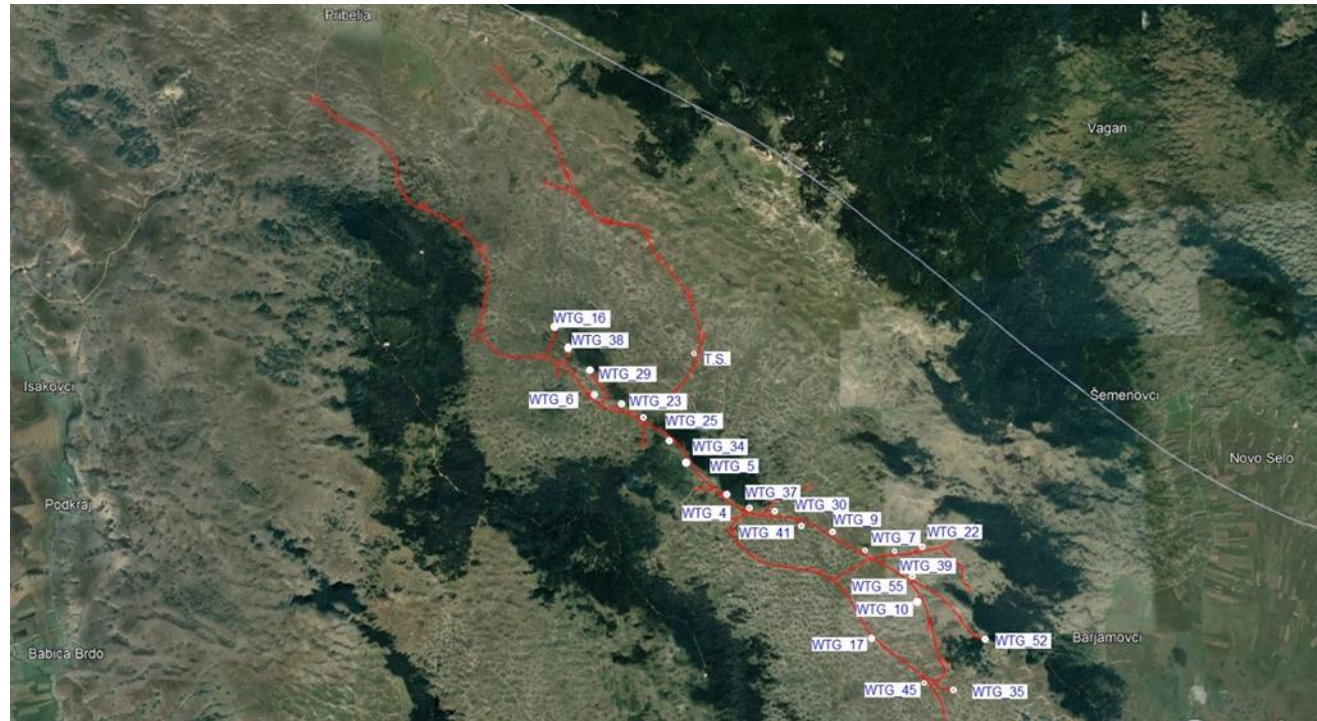 Pribelja
Vagan
WTG_16
WTG_38
T.S.
WTG_29
Isakovci
WTG_6
WTG_23
Šemenovci
WTG_25
WTG_34
Novo Selo
WTG_5
WTG_37
Podkraj
WTG_4
WTG_30
WTG_9
WTG_41
WTG_22
WTG_7
WTG_39
WTG_55
WTG_10
Barjamovci
WTG_17
WTG_52
Babića Brdo
WTG_45
WTG_35